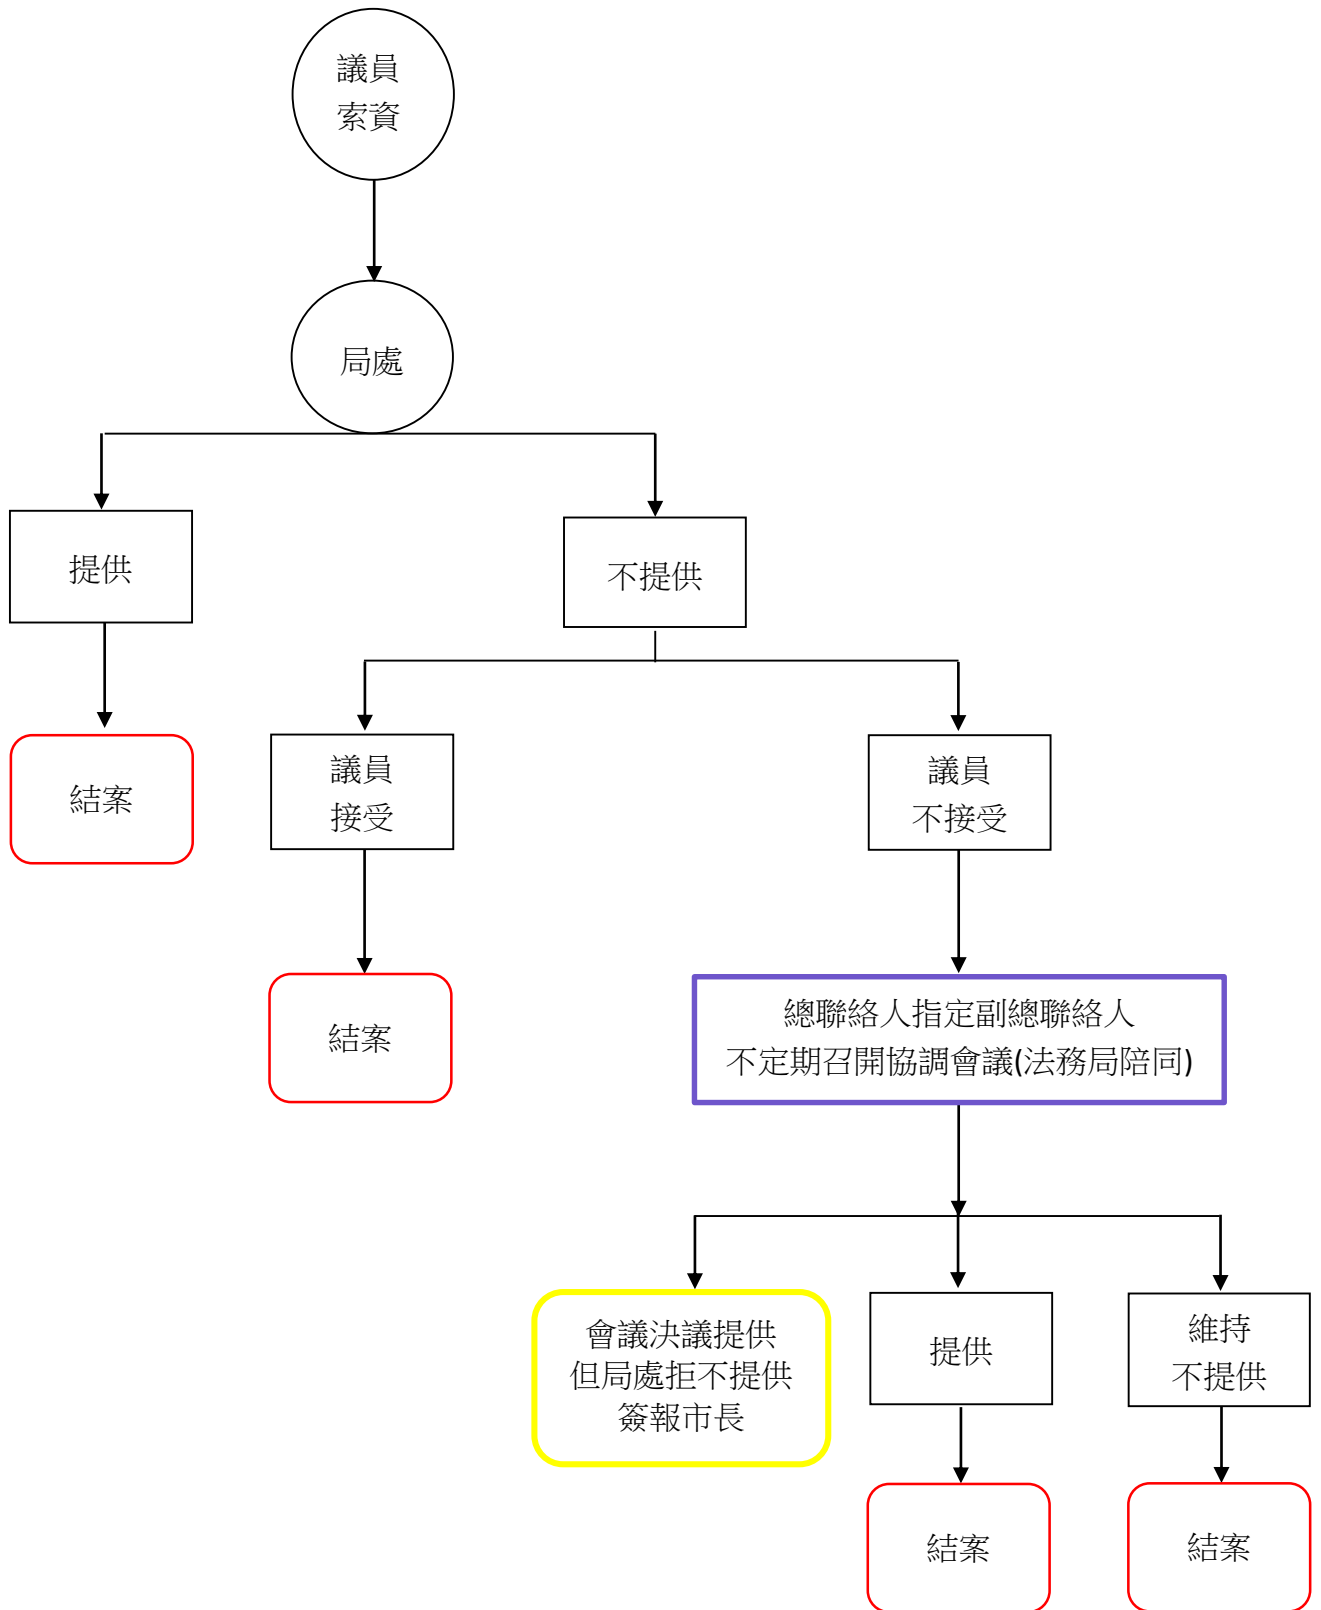 議員
索資
局處
提供
不提供
結案
議員
接受
議員
不接受
結案
總聯絡人指定副總聯絡人
不定期召開協調會議(法務局陪同)
會議決議提供
但局處拒不提供
簽報市長
提供
維持
不提供
結案
結案